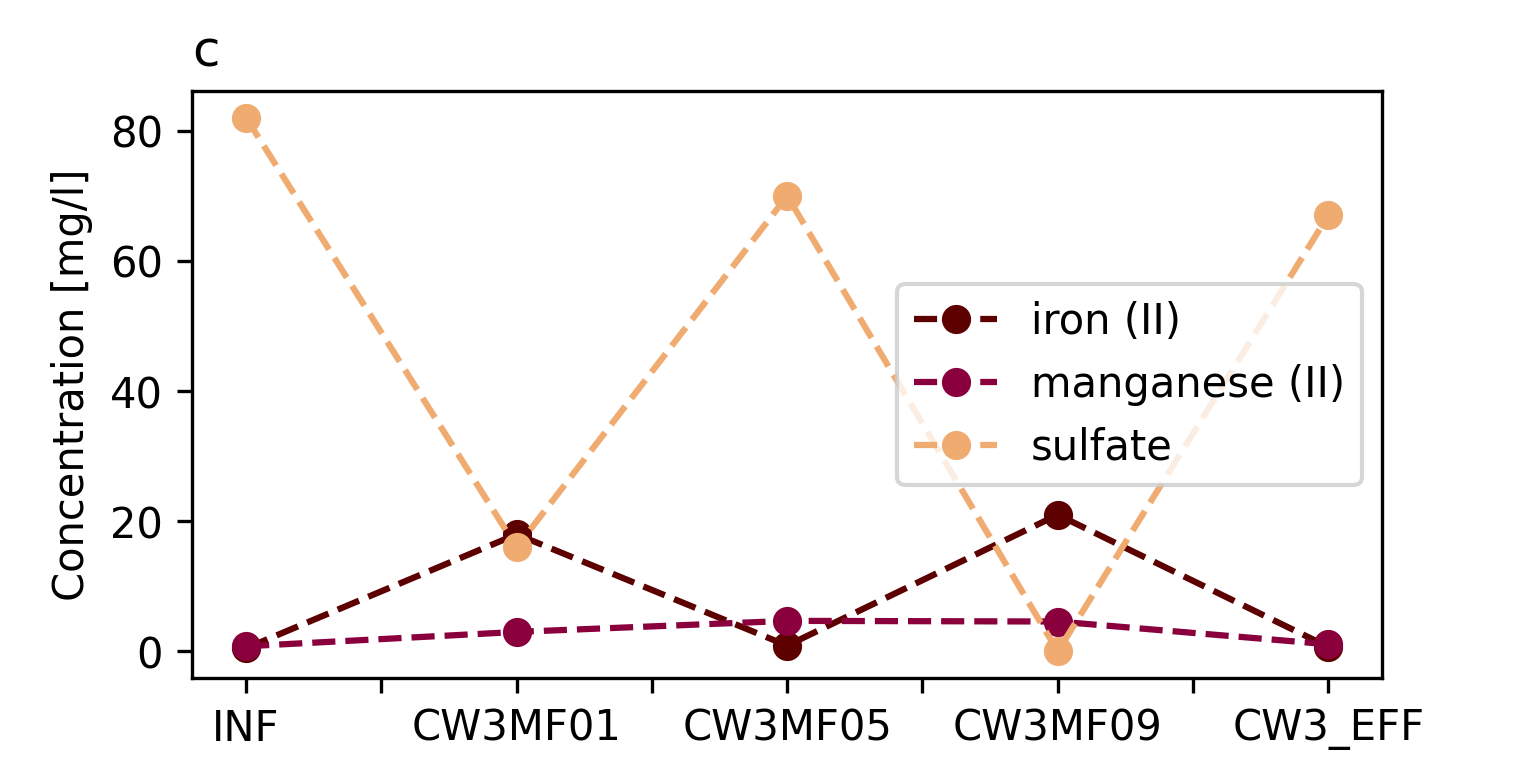 c
Concentration [mg/l]
80
60
40
20
0
iron (II)
manganese (II)
sulfate
INF
CW3MF01
CW3MF05
CW3MF09
CW3_EFF